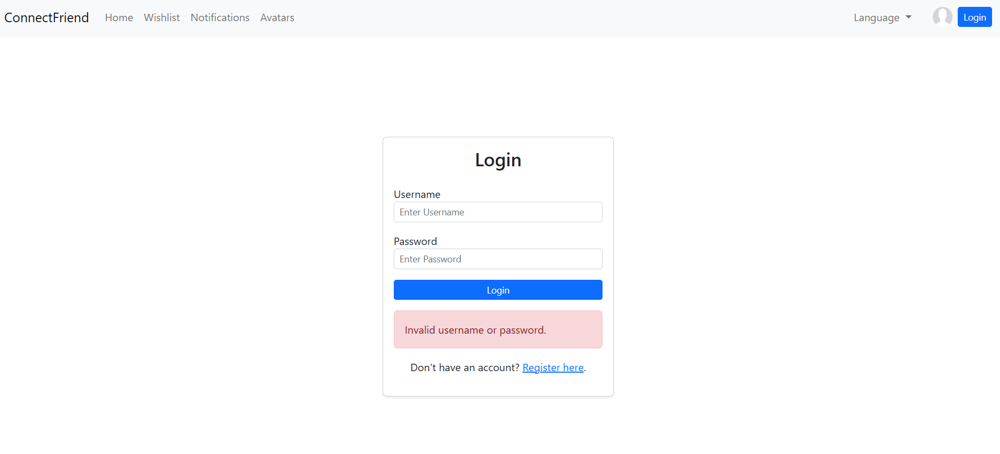 ConnectFriend Home Wishlist Notifications Avatars Language Login
Login
Username
Enter Username
Password
Enter Password
Login
Invalid username or password.
Don't have an account? Register here.